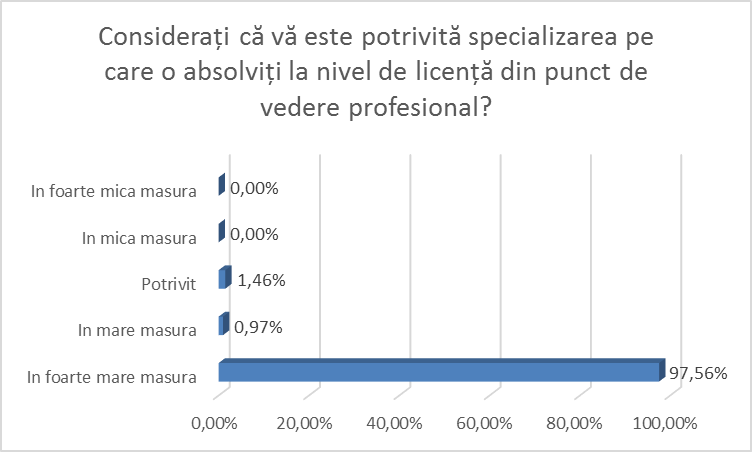 Considerați că vă este potrivită specializarea pe
care o absolviți la nivel de licență din punct de
vedere profesional?
In foarte mica masura 0,00%
In mica masura 0,00%
Potrivit 1,46%
In mare masura 0,97%
In foarte mare masura 97,56%
0,00% 20,00% 40,00% 60,00% 80,00% 100,00%